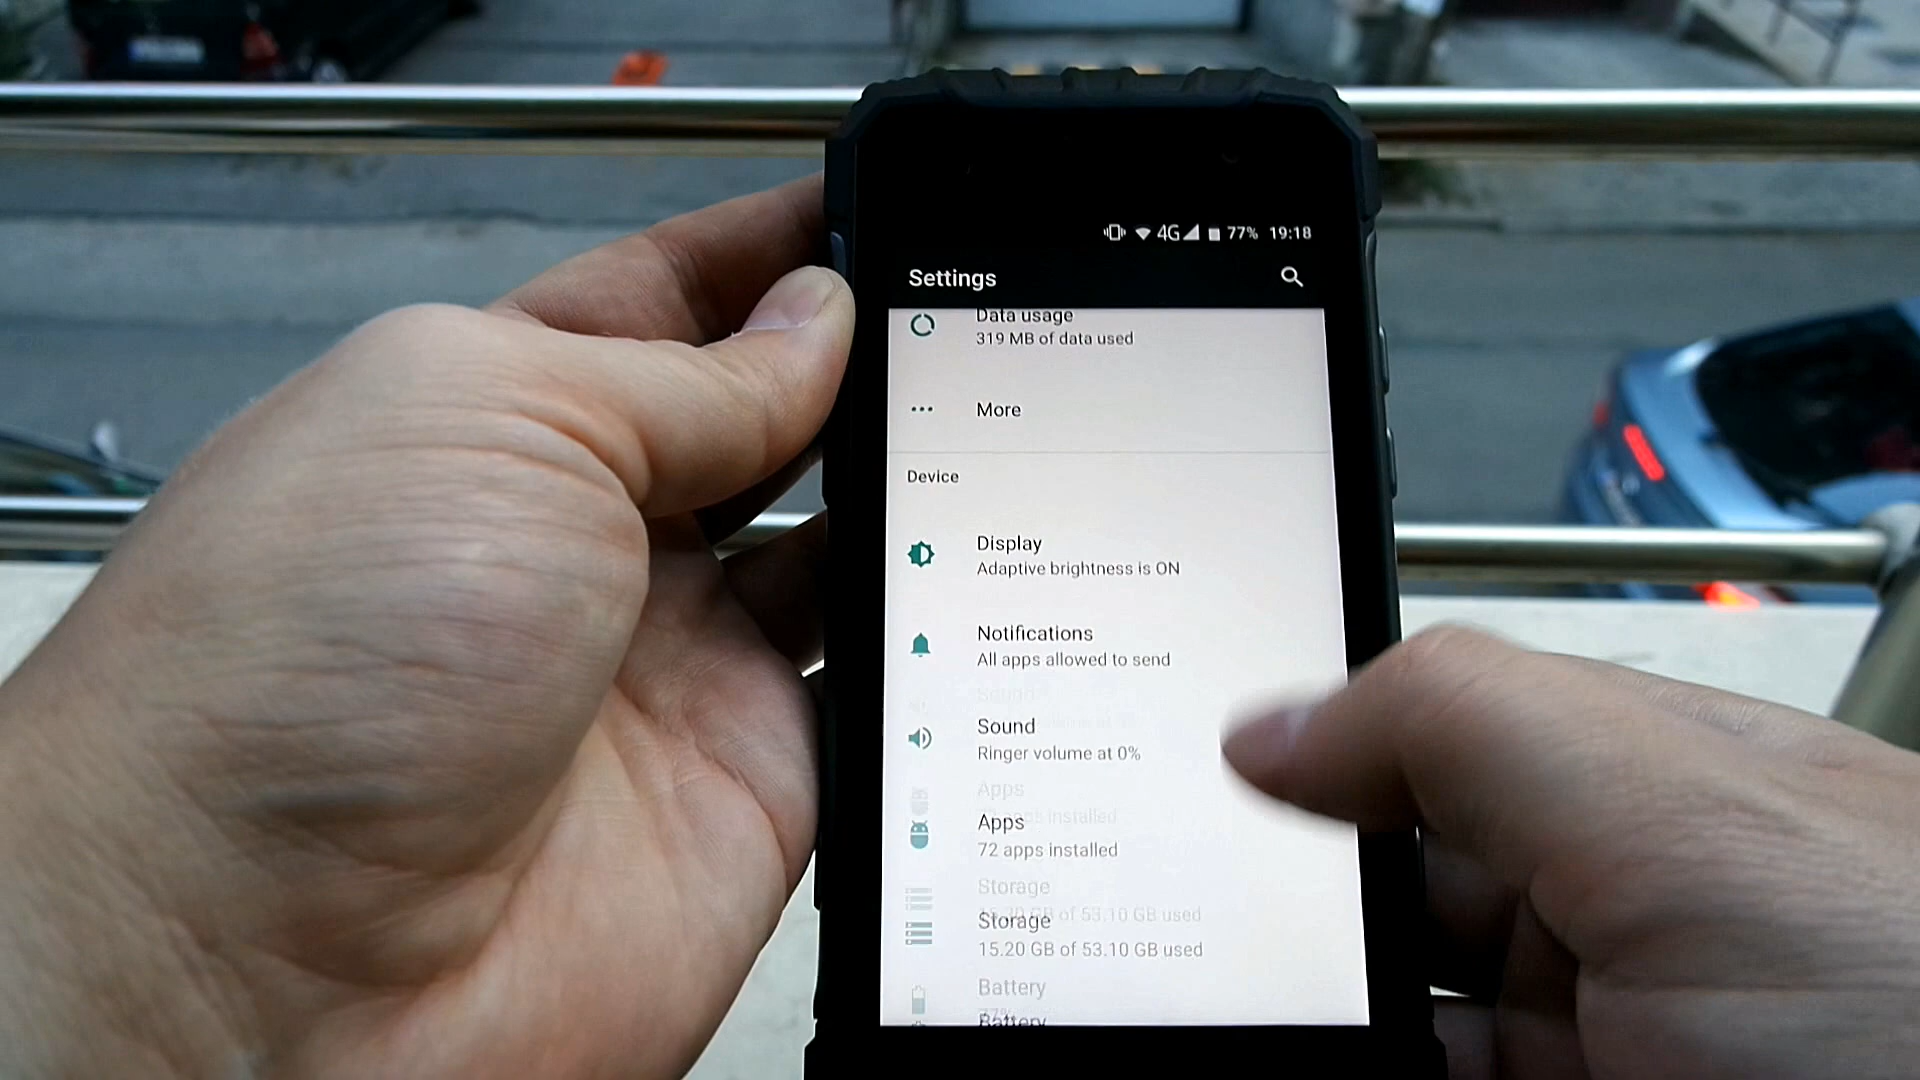 4G 77% 19:18
Settings
Data usage
319 MB of data used
More
Device
Display
Adaptive brightness is ON
Notifications
All apps allowed to send
Sound
Ringer volume at 0%
Apps
72 apps installed
Storage
15.20 GB of 53.10 GB used
Battery